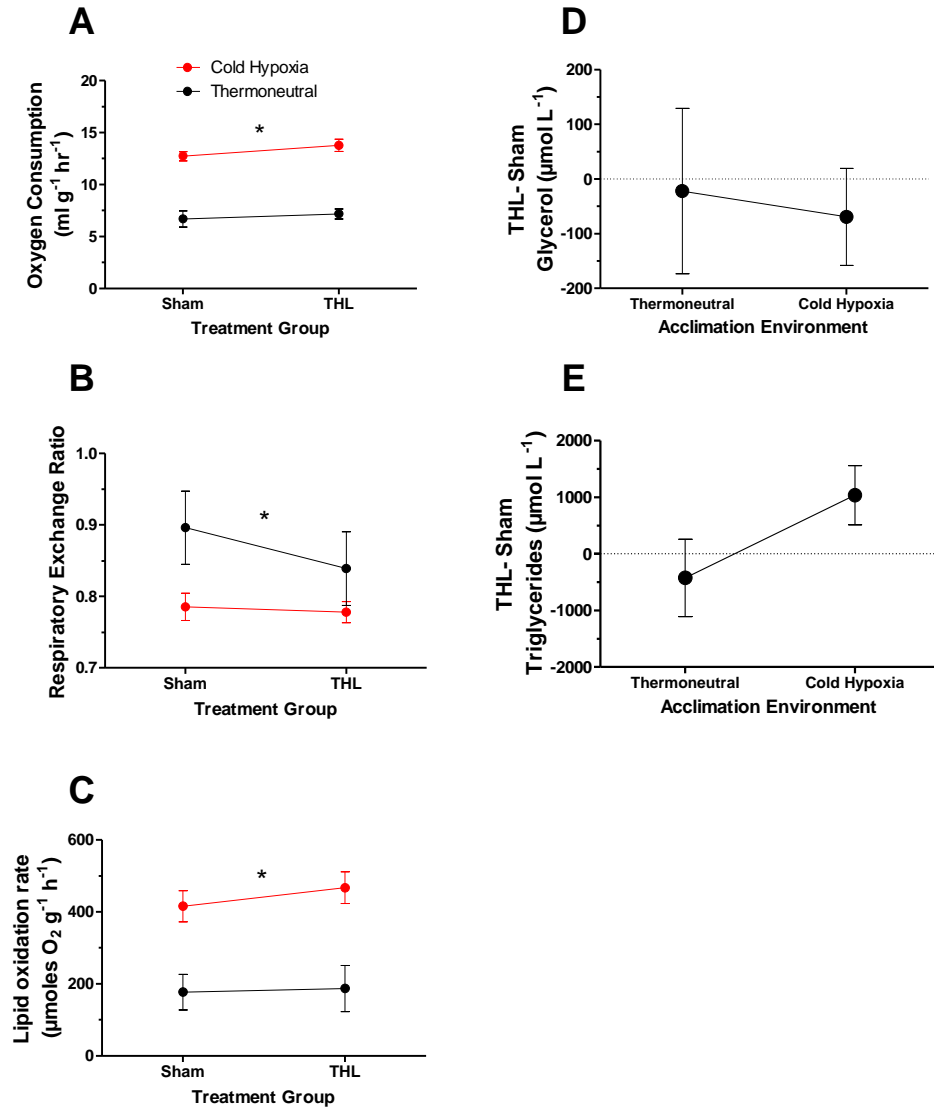 A
Cold Hypoxia
Thermoneutral
20
15
10
5
0
*
Oxygen Consumption
(ml g⁻¹ hr⁻¹)
Sham
THL
Treatment Group
B
1.0
0.9
0.8
0.7
*
Respiratory Exchange Ratio
Sham
THL
Treatment Group
C
600
400
200
0
*
Lipid oxidation rate
(µmoles O₂ g⁻¹ h⁻¹)
Sham
THL
Treatment Group
D
200
100
0
-100
-200
THL- Sham
Glycerol (µmol L⁻¹)
Thermoneutral
Cold Hypoxia
Acclimation Environment
E
2000
1000
0
-1000
-2000
THL- Sham
Triglycerides (µmol L⁻¹)
Thermoneutral
Cold Hypoxia
Acclimation Environment